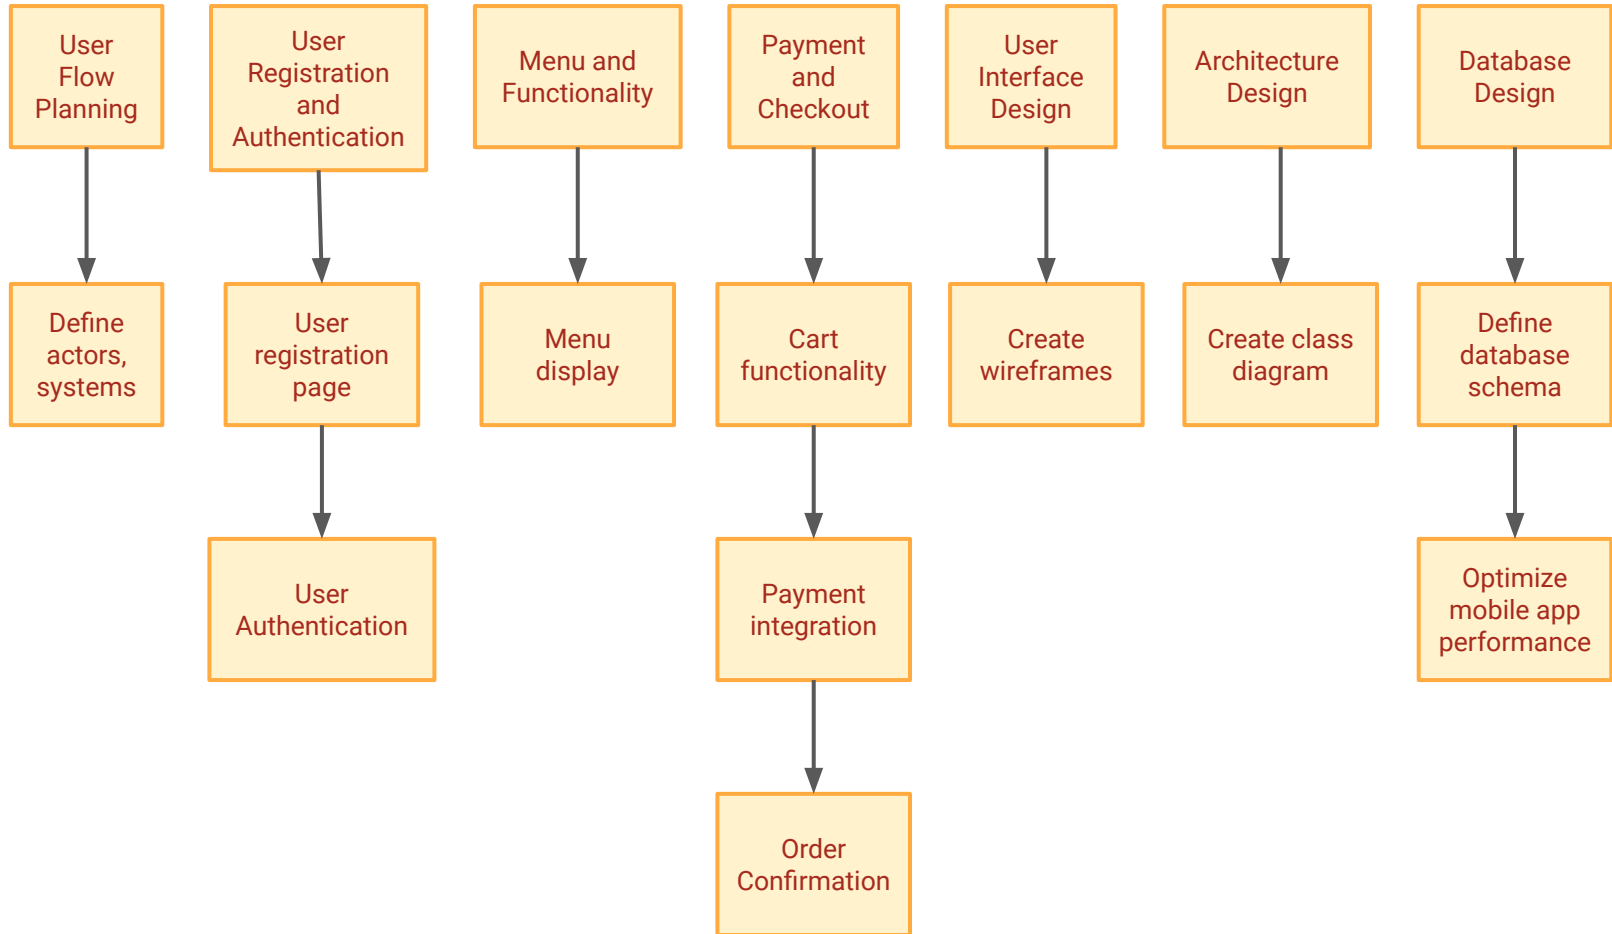 User
Flow
Planning
User
Registration
and
Authentication
Menu and
Functionality
Payment
and
Checkout
User
Interface
Design
Architecture
Design
Database
Design
Define
actors,
systems
User
registration
page
Menu
display
Cart
functionality
Create
wireframes
Create class
diagram
Define
database
schema
User
Authentication
Payment
integration
Optimize
mobile app
performance
Order
Confirmation